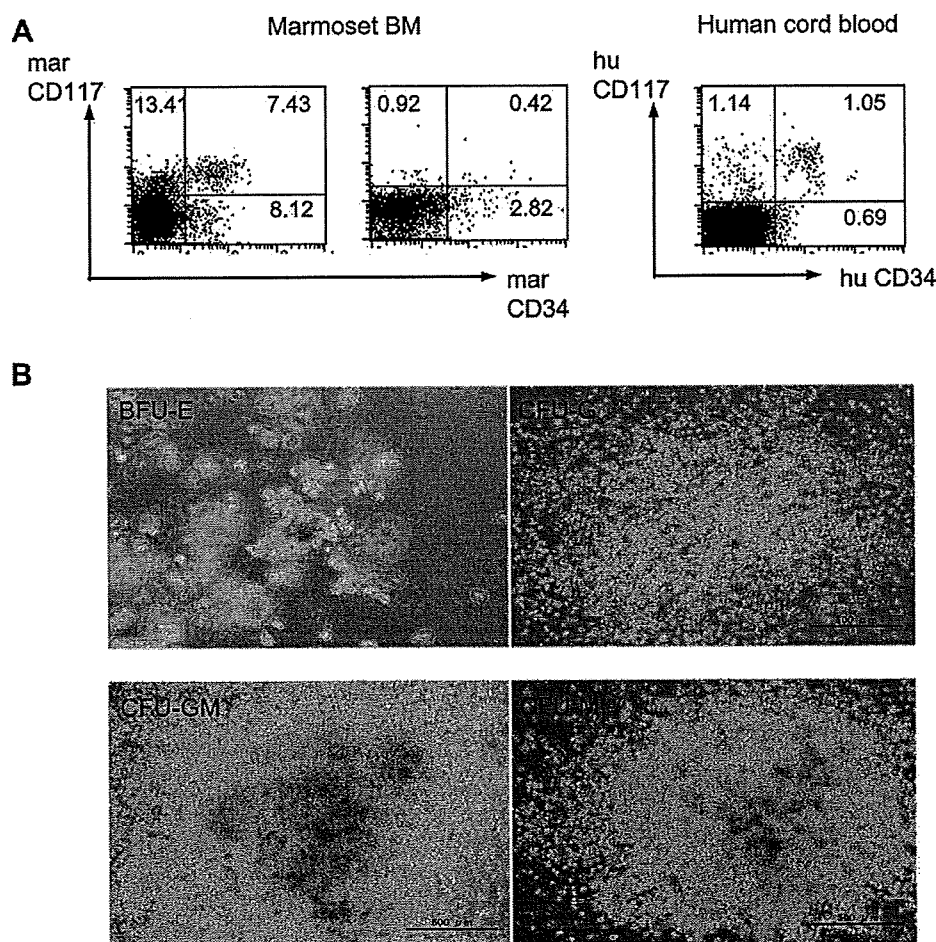 A
Marmoset BM
Human cord blood
mar
CD117
hu
CD117
13.41
7.43
8.12
0.92
0.42
2.82
1.14
1.05
0.69
mar
CD34
hu CD34
B
BFU-E
CFU-G
CFU-GM